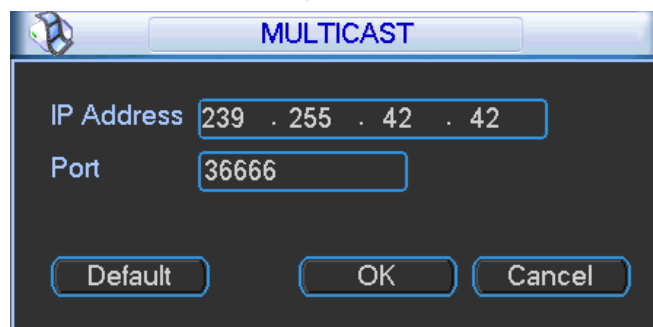 MULTICAST
IP Address 239 . 255 . 42 . 42
Port 36666
Default OK Cancel